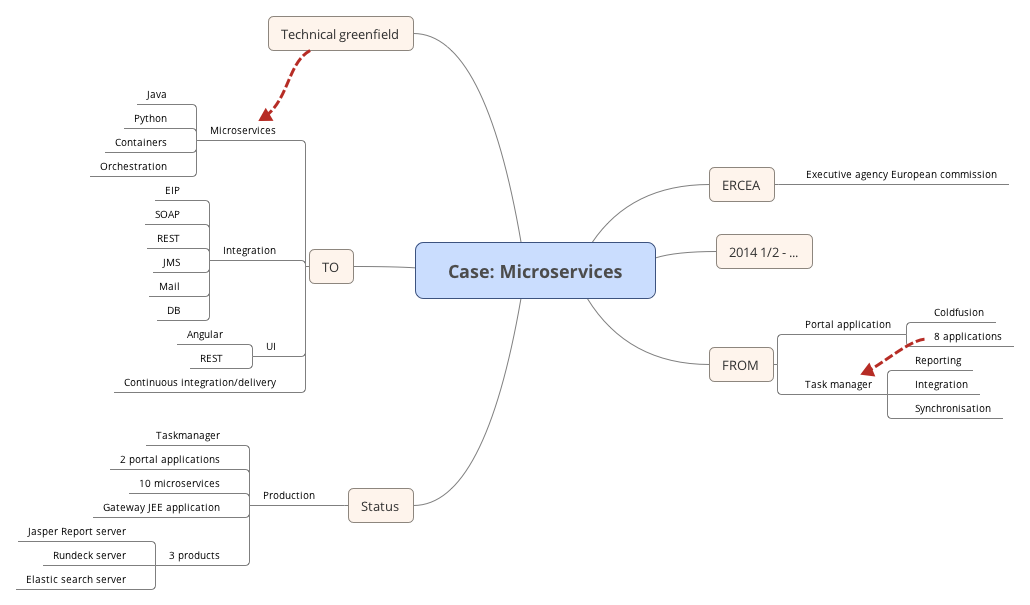 Technical greenfield
Java
Python
Containers
Orchestration
Microservices
EIP
SOAP
REST
JMS
Mail
DB
Integration
Angular
REST
UI
Continuous integration/delivery
TO
Case: Microservices
ERCEA
Executive agency European commission
2014 1/2 - ...
FROM
Portal application
Coldfusion
8 applications
Task manager
Reporting
Integration
Synchronisation
Status
Production
Taskmanager
2 portal applications
10 microservices
Gateway JEE application
3 products
Jasper Report server
Rundeck server
Elastic search server